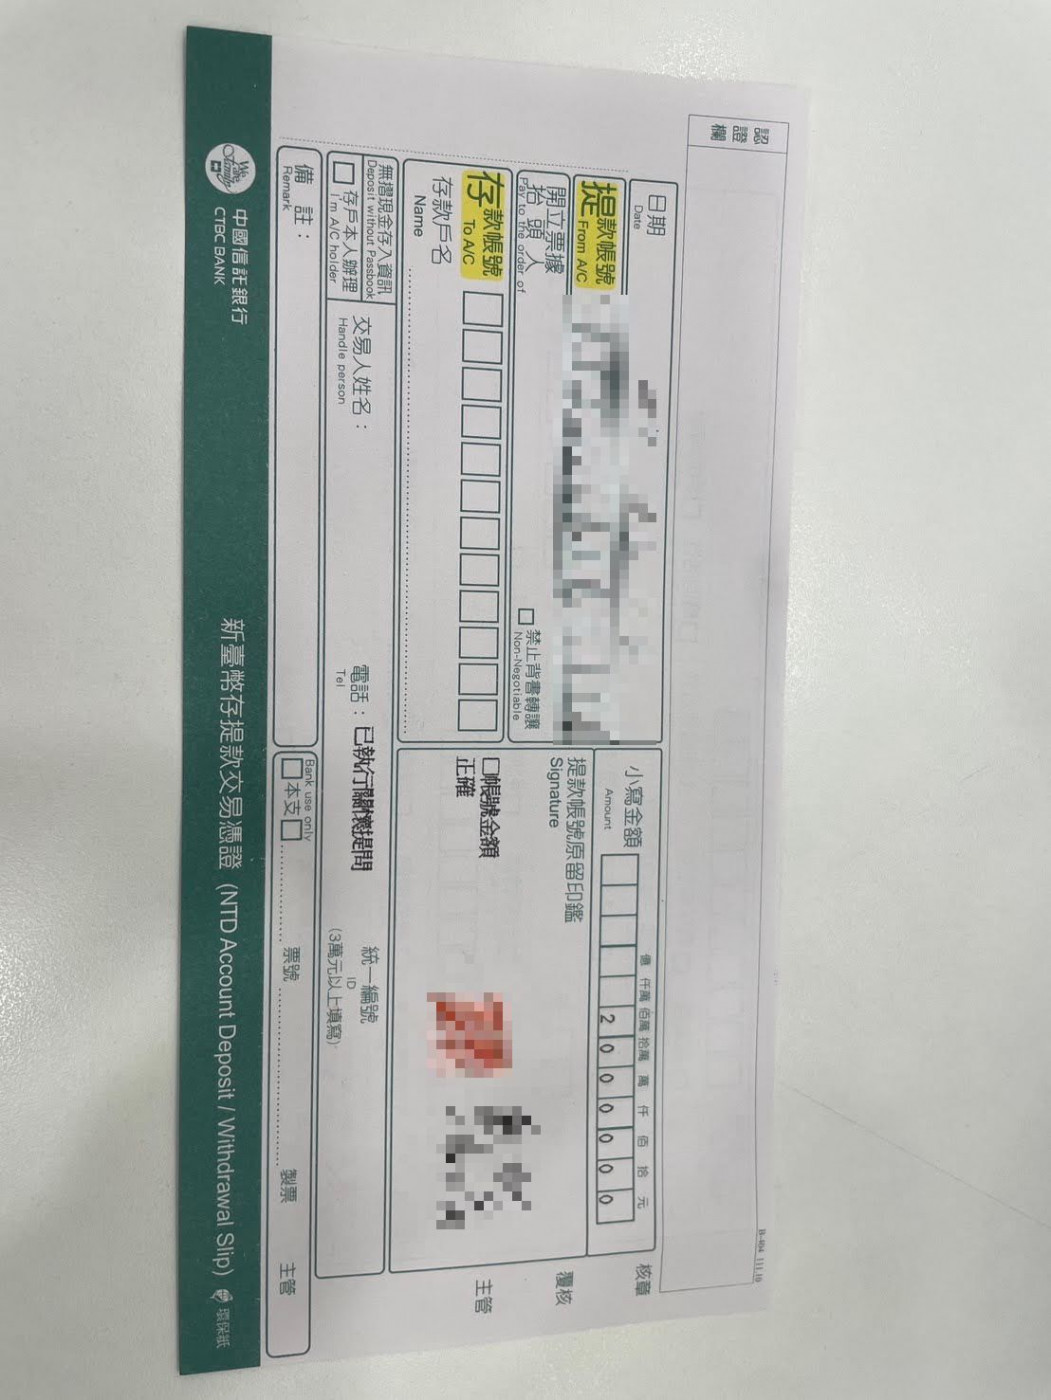 認證欄
日期
Date
提款帳號
From A/C
開立票據
抬頭人
Pay to the order of
禁止背書轉讓
Non-Negotiable
存款帳號
To A/C
存款戶名
Name
無摺現金存入資訊
Deposit without Passbook
存戶本人辦理
I'm A/C holder
交易人姓名：
Handle person
電話：
Tel
已執行關懷提問
統一編號
ID
(3萬元以上填寫)
備註：
Remark
小寫金額
Amount
億 仟萬 佰萬 拾萬 萬 仟 佰 拾 元
2 0 0 0 0 0 0
提款帳號原留印鑑
Signature
□帳號金額
正確
Bank use only
本支
票號
製票
主管
核章
覆核
主管
B-404 111.10
We are family
中國信託銀行
CTBC BANK
新臺幣存提款交易憑證 (NTD Account Deposit / Withdrawal Slip)
環保紙